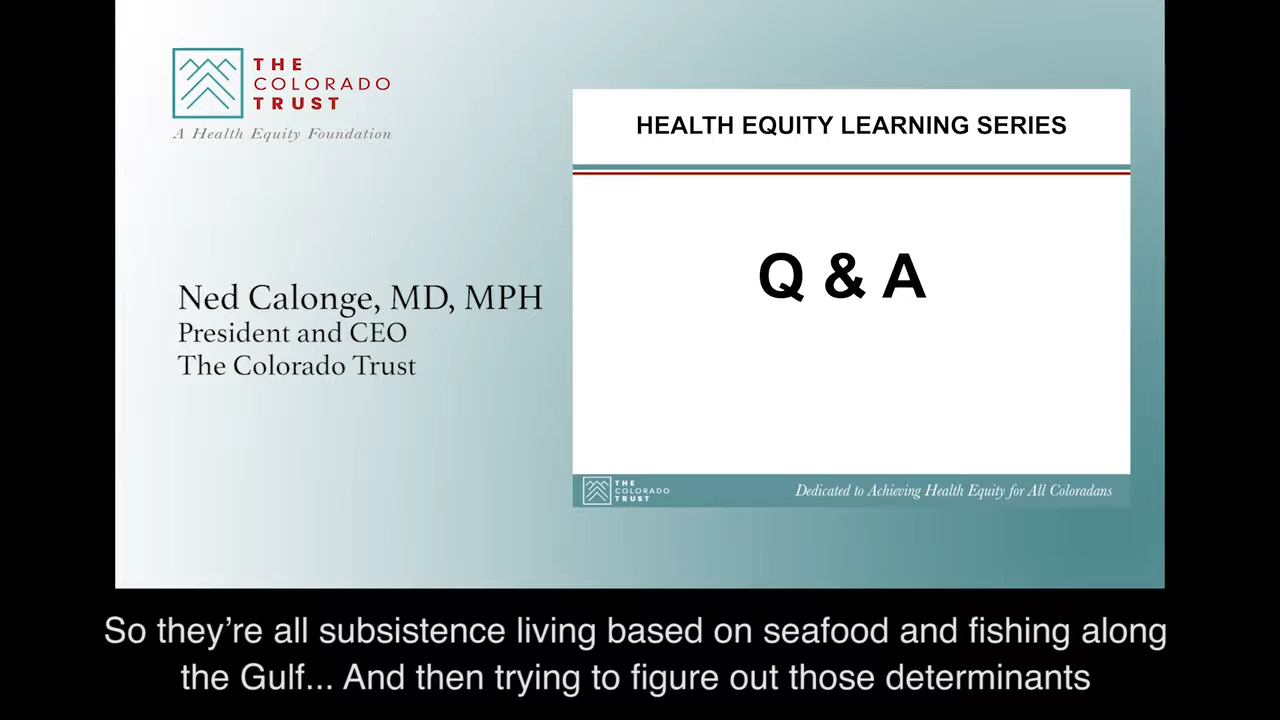 THE
COLORADO
TRUST
A Health Equity Foundation
Ned Calonge, MD, MPH
President and CEO
The Colorado Trust
HEALTH EQUITY LEARNING SERIES
Q & A
THE
COLORADO
TRUST
Dedicated to Achieving Health Equity for All Coloradans
So they’re all subsistence living based on seafood and fishing along
the Gulf... And then trying to figure out those determinants